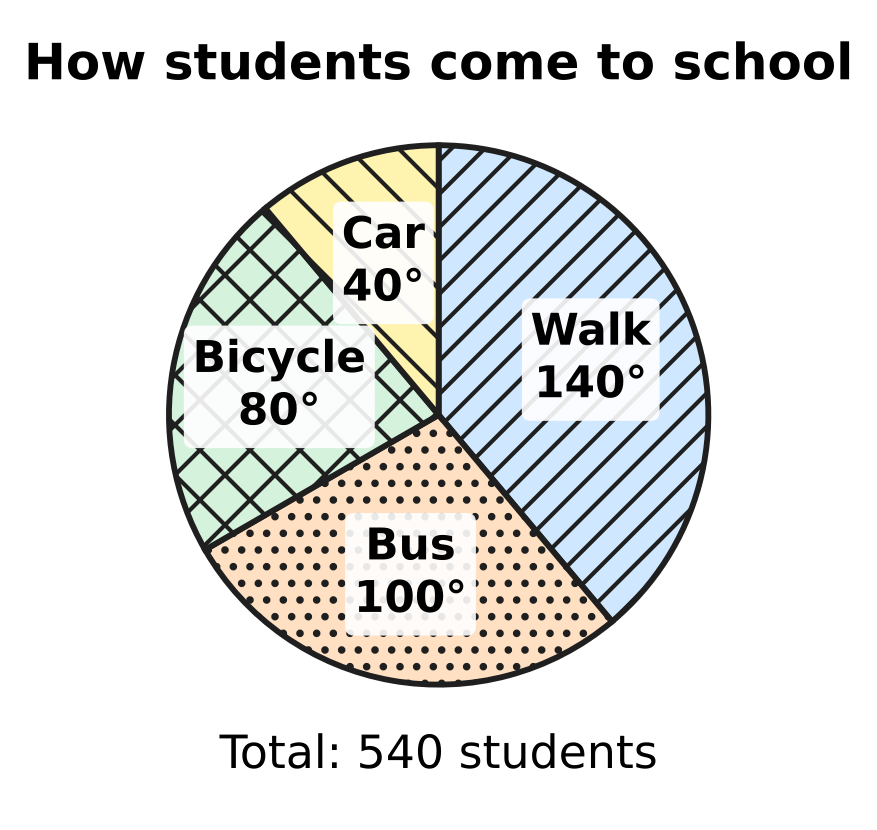 How students come to school
Car
40°
Walk
140°
Bicycle
80°
Bus
100°
Total: 540 students